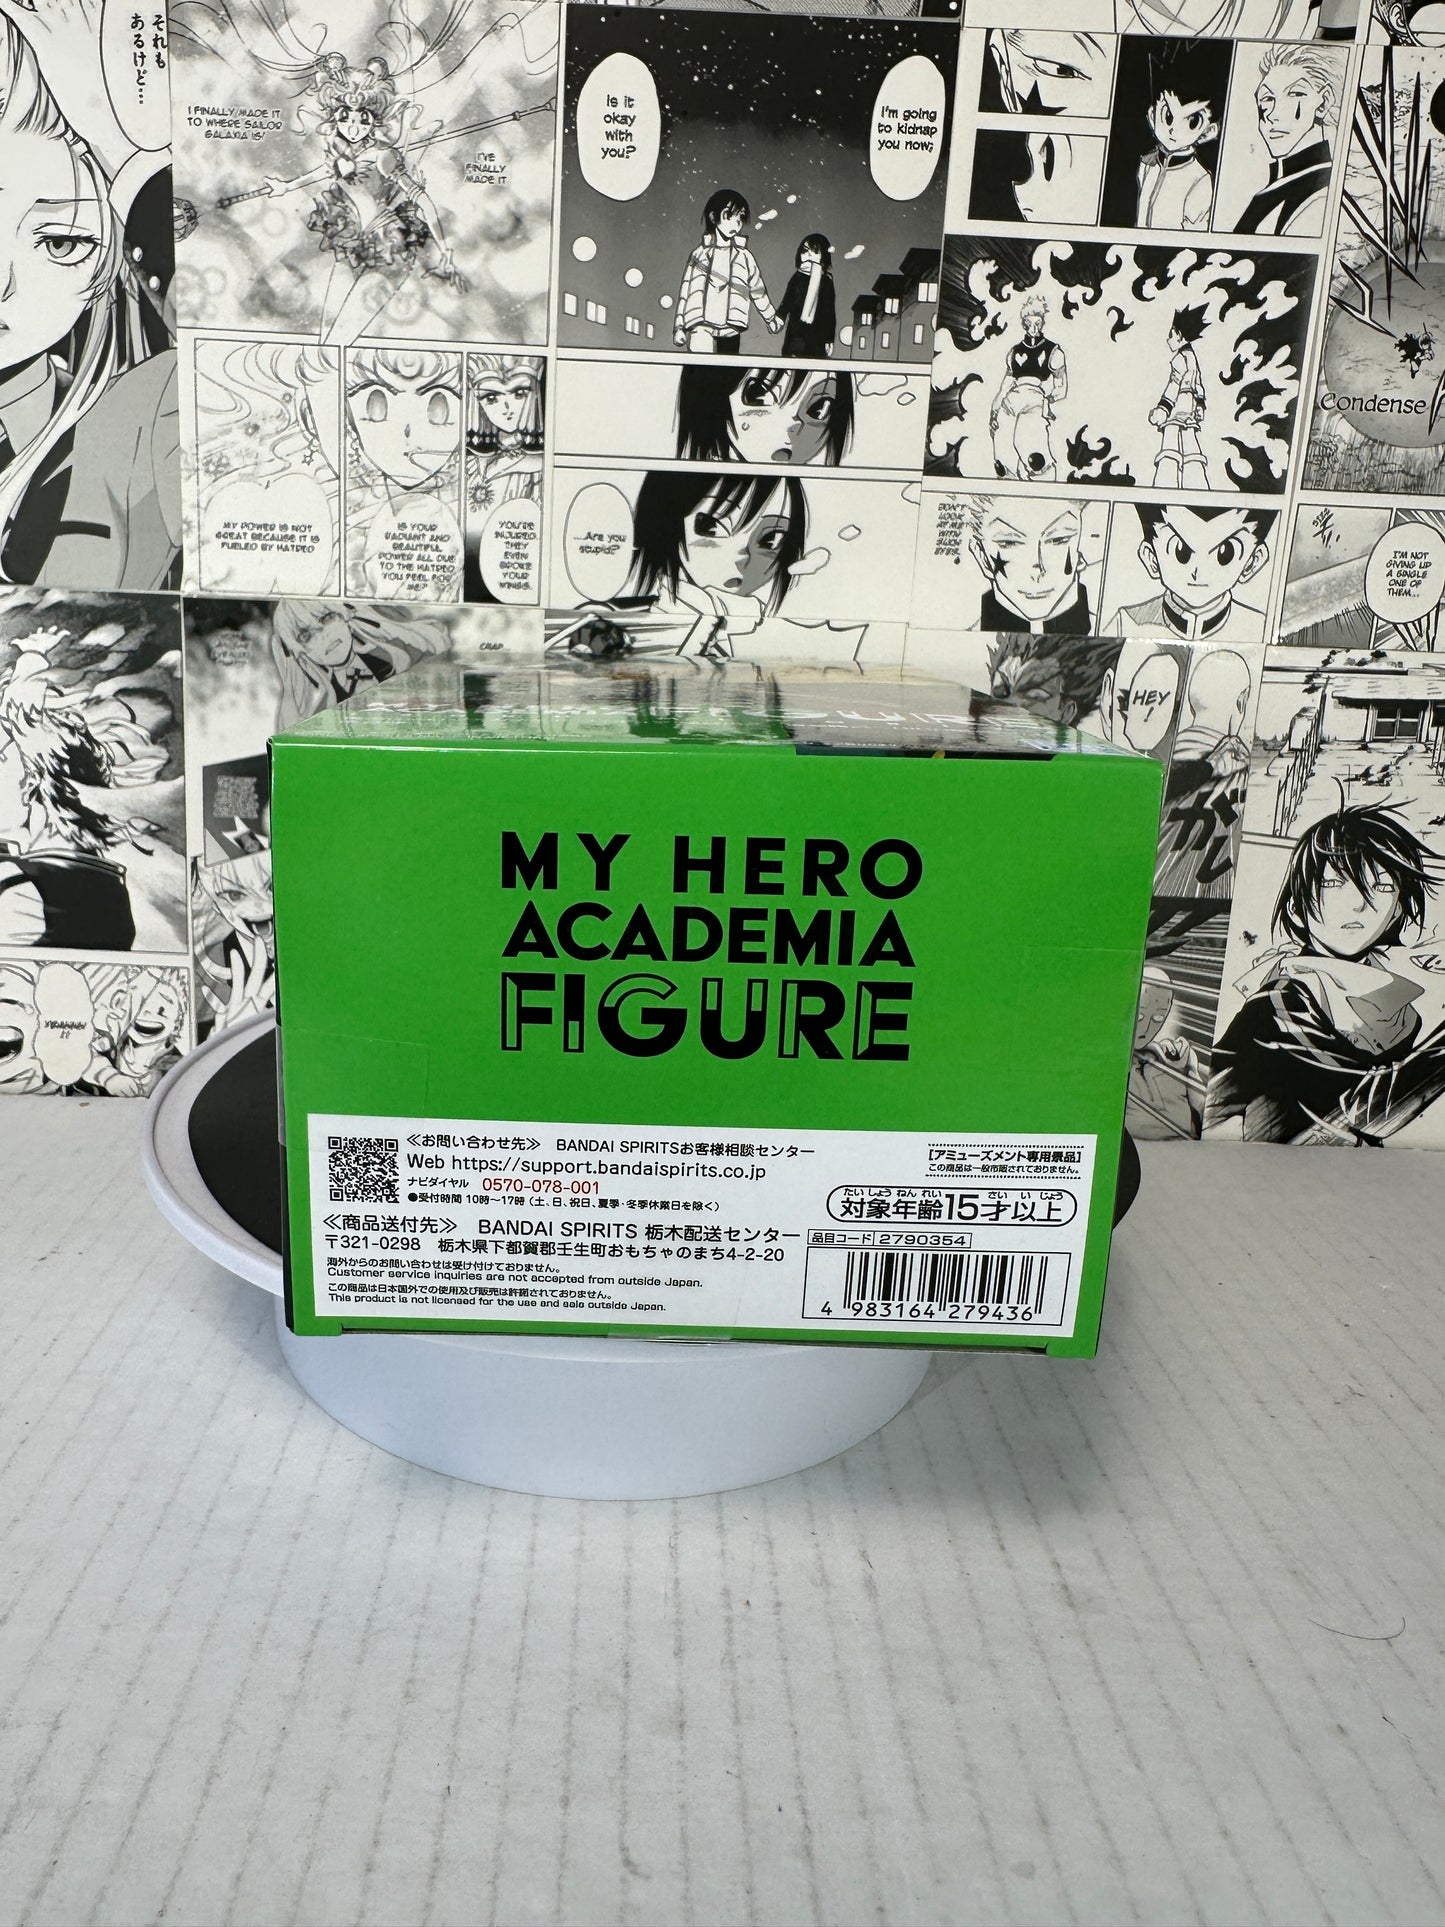 それも
あるけど…
I FINALLY MADE IT
TO WHERE SAILOR
GALAXIA IS!
I'VE
FINALLY
MADE IT
Is it
okay
with
you?
I'm going
to kidnap
you now;
MY POWER IS NOT
GREAT BECAUSE IT IS
FUELED BY HATRED
IS YOUR
RADIANT AND
BEAUTIFUL
POWER ALL DUE
TO THE HATRED
YOU FEEL FOR
ME?
YOU'RE
INJURED.
THEY
EVEN
BROKE
YOUR
WINGS.
...Are you
stupid?
DON'T
LOOK
AT ME
WITH
SUCH
EYES.
Condense
I'M NOT
GIVING UP
A SINGLE
ONE OF
THEM...
CRAP...
HEY
!
MY HERO
ACADEMIA
FIGURE
≪お問い合わせ先≫ BANDAI SPIRITSお客様相談センター
Web https://support.bandaispirits.co.jp
ナビダイヤル 0570-078-001
●受付時間 10時〜17時（土、日、祝日、夏季・冬季休業日を除く）
≪商品送付先≫ BANDAI SPIRITS 栃木配送センター
〒321-0298 栃木県下都賀郡壬生町おもちゃのまち4-2-20
海外からのお問い合わせは受け付けておりません。
Customer service inquiries are not accepted from outside Japan.
この商品は日本国外での使用及び販売は許諾されておりません。
This product is not licensed for the use and sale outside Japan.
【アミューズメント専用景品】
この商品は一般市販されておりません。
たいしょうねんれい さいいじょう
対象年齢15才以上
品目コード 2790354
4 983164 279436